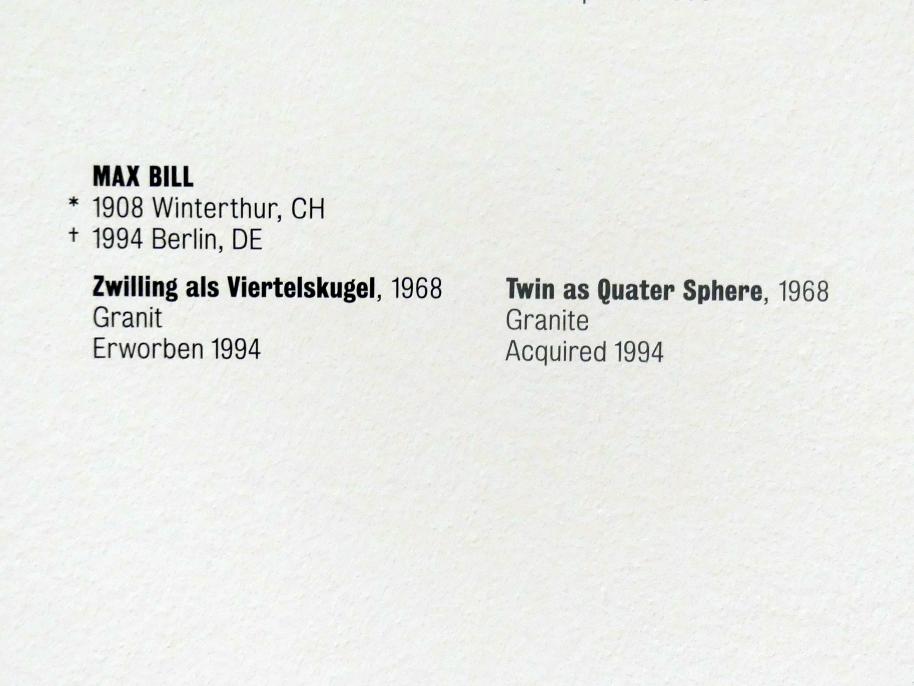 MAX BILL
* 1908 Winterthur, CH
† 1994 Berlin, DE
Zwilling als Viertelskugel, 1968
Granit
Erworben 1994
Twin as Quater Sphere, 1968
Granite
Acquired 1994